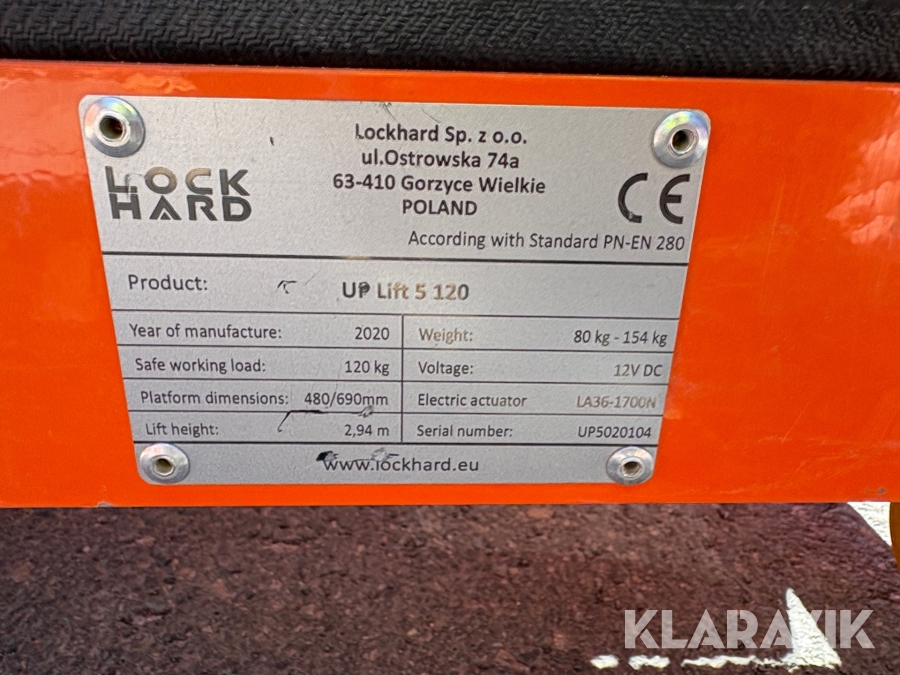 LOCK
HARD
Lockhard Sp. z o.o.
ul.Ostrowska 74a
63-410 Gorzyce Wielkie
POLAND
CE
According with Standard PN-EN 280
Product: UP Lift 5 120
Year of manufacture: 2020 Weight: 80 kg - 154 kg
Safe working load: 120 kg Voltage: 12V DC
Platform dimensions: 480/690mm Electric actuator LA36-1700N
Lift height: 2,94 m Serial number: UP5020104
www.lockhard.eu
KLARAVIK